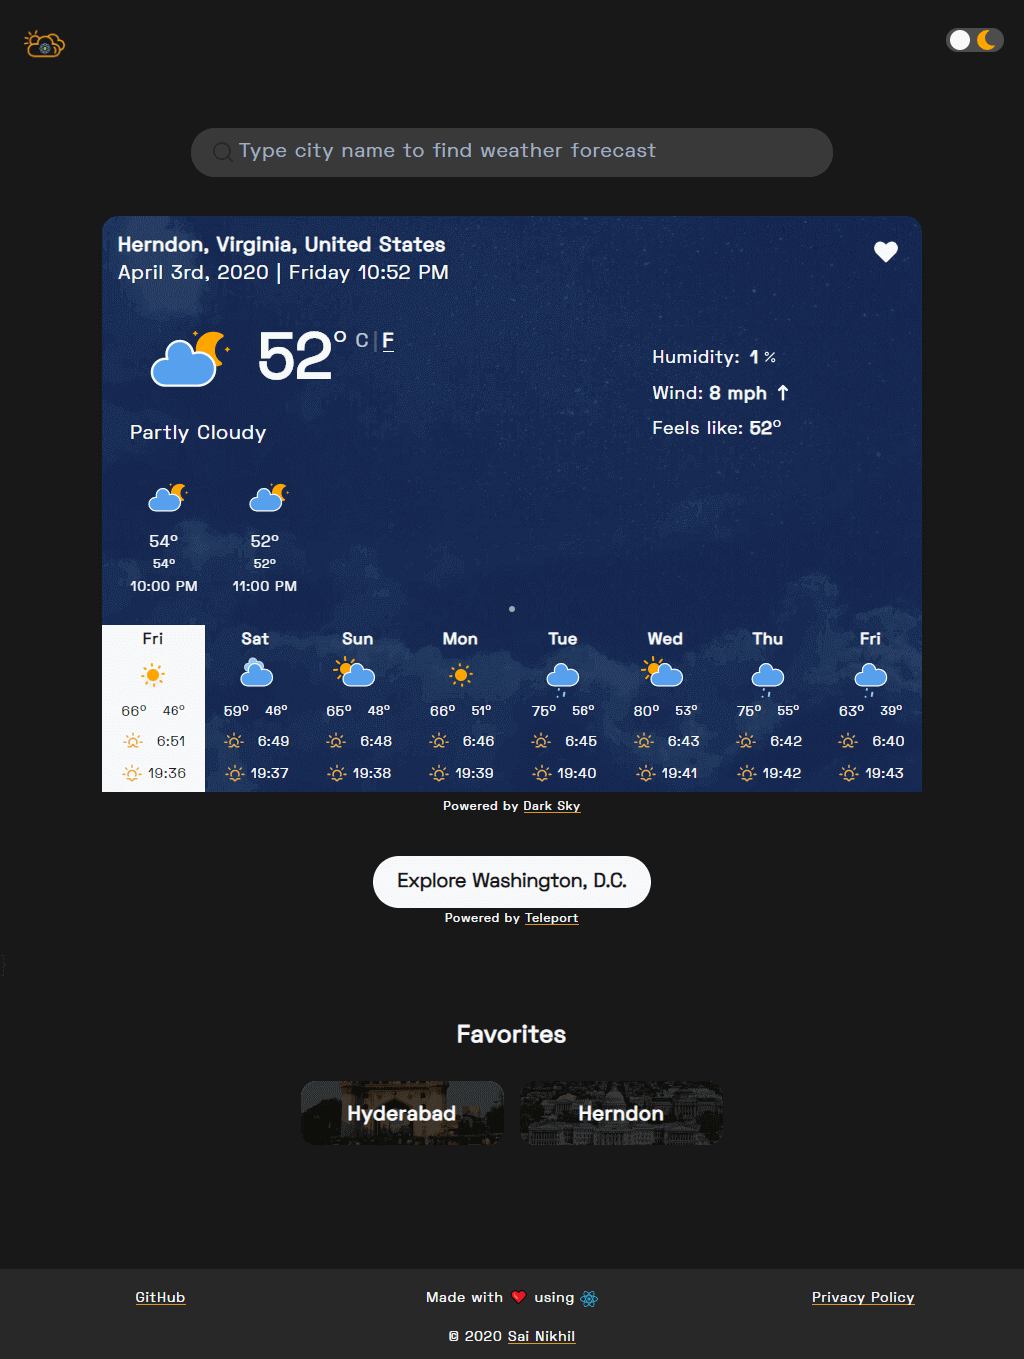 Type city name to find weather forecast
Herndon, Virginia, United States
April 3rd, 2020 | Friday 10:52 PM
52° C | F
Humidity: 1 %
Wind: 8 mph ↑
Feels like: 52°
Partly Cloudy
54° 52°
54° 52°
10:00 PM 11:00 PM
Fri Sat Sun Mon Tue Wed Thu Fri
66° 46° 59° 46° 65° 48° 66° 51° 75° 56° 80° 53° 75° 55° 63° 39°
6:51 6:49 6:48 6:46 6:45 6:43 6:42 6:40
19:36 19:37 19:38 19:39 19:40 19:41 19:42 19:43
Powered by Dark Sky
Explore Washington, D.C.
Powered by Teleport
}
Favorites
Hyderabad Herndon
GitHub Made with ❤ using Privacy Policy
© 2020 Sai Nikhil